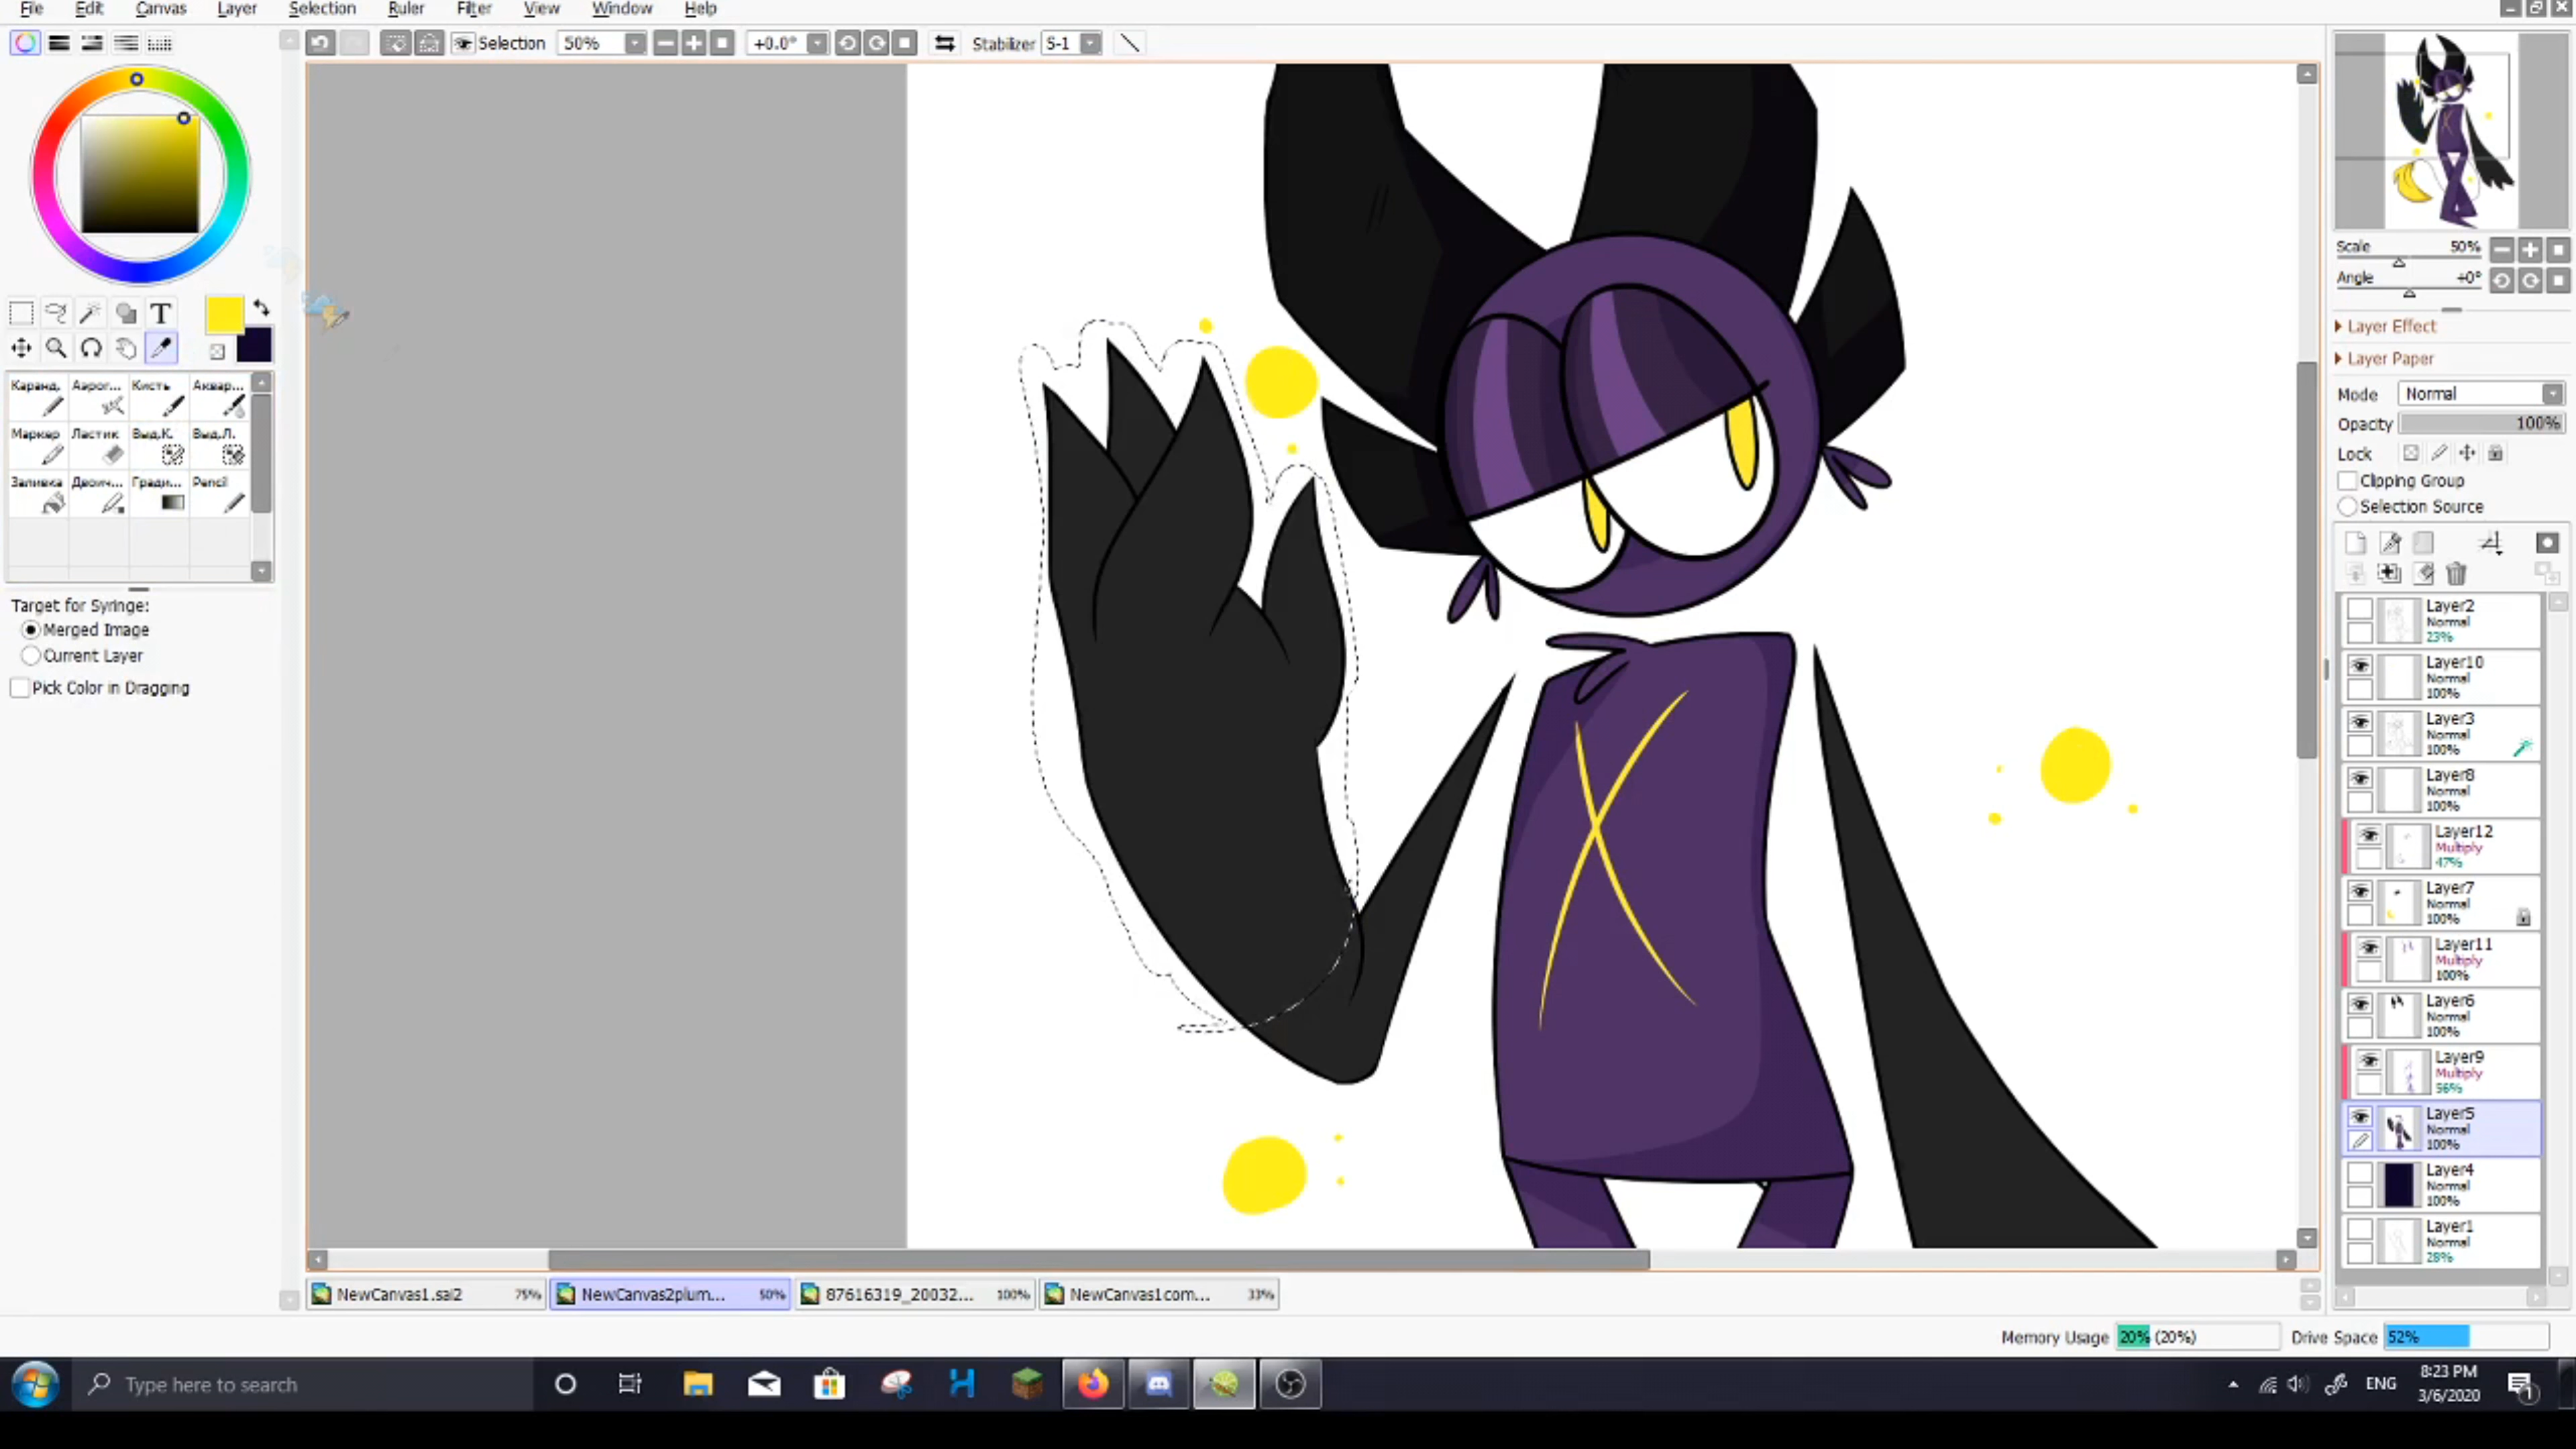 File Edit Canvas Layer Selection Ruler Filter View Window Help
Selection 50% +0.0° Stabilizer S-1
T
Каранд. Аэрог... Кисть Аквар...
Маркер Ластик Выд.К. Выд.Л.
Заливка Двоич... Гради... Pencil
Target for Syringe:
Merged Image
Current Layer
Pick Color in Dragging
Scale 50%
Angle +0°
Layer Effect
Layer Paper
Mode Normal
Opacity 100%
Lock
Clipping Group
Selection Source
Layer2
Normal
23%
Layer10
Normal
100%
Layer3
Normal
100%
Layer8
Normal
100%
Layer12
Multiply
47%
Layer7
Normal
100%
Layer11
Multiply
100%
Layer6
Normal
100%
Layer9
Multiply
56%
Layer5
Normal
100%
Layer4
Normal
100%
Layer1
Normal
28%
NewCanvas1.sai2 75% NewCanvas2plum... 50% 87616319_20032... 100% NewCanvas1com... 33%
Memory Usage 20% (20%) Drive Space 52%
Type here to search
ENG
8:23 PM
3/6/2020
1